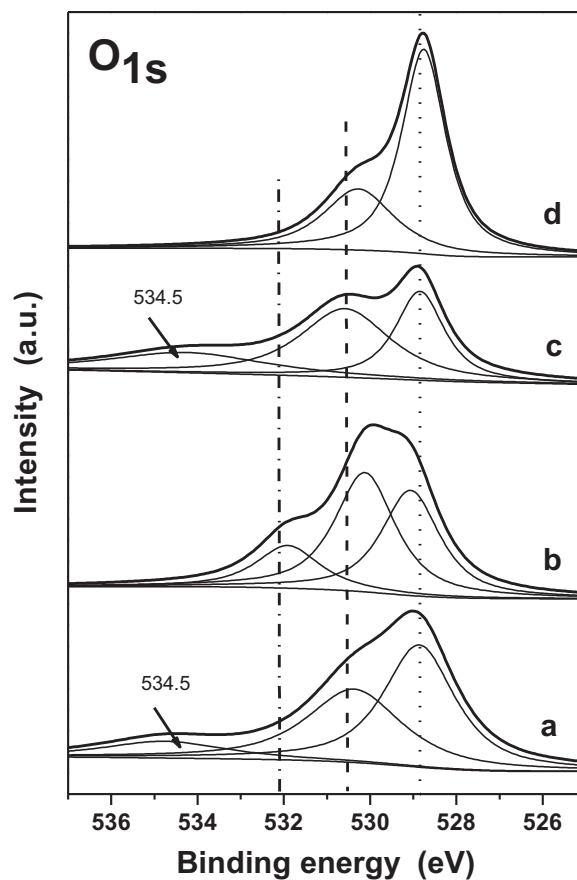 O1s
d
534.5
c
b
534.5
a
Intensity (a.u.)
536 534 532 530 528 526
Binding energy (eV)